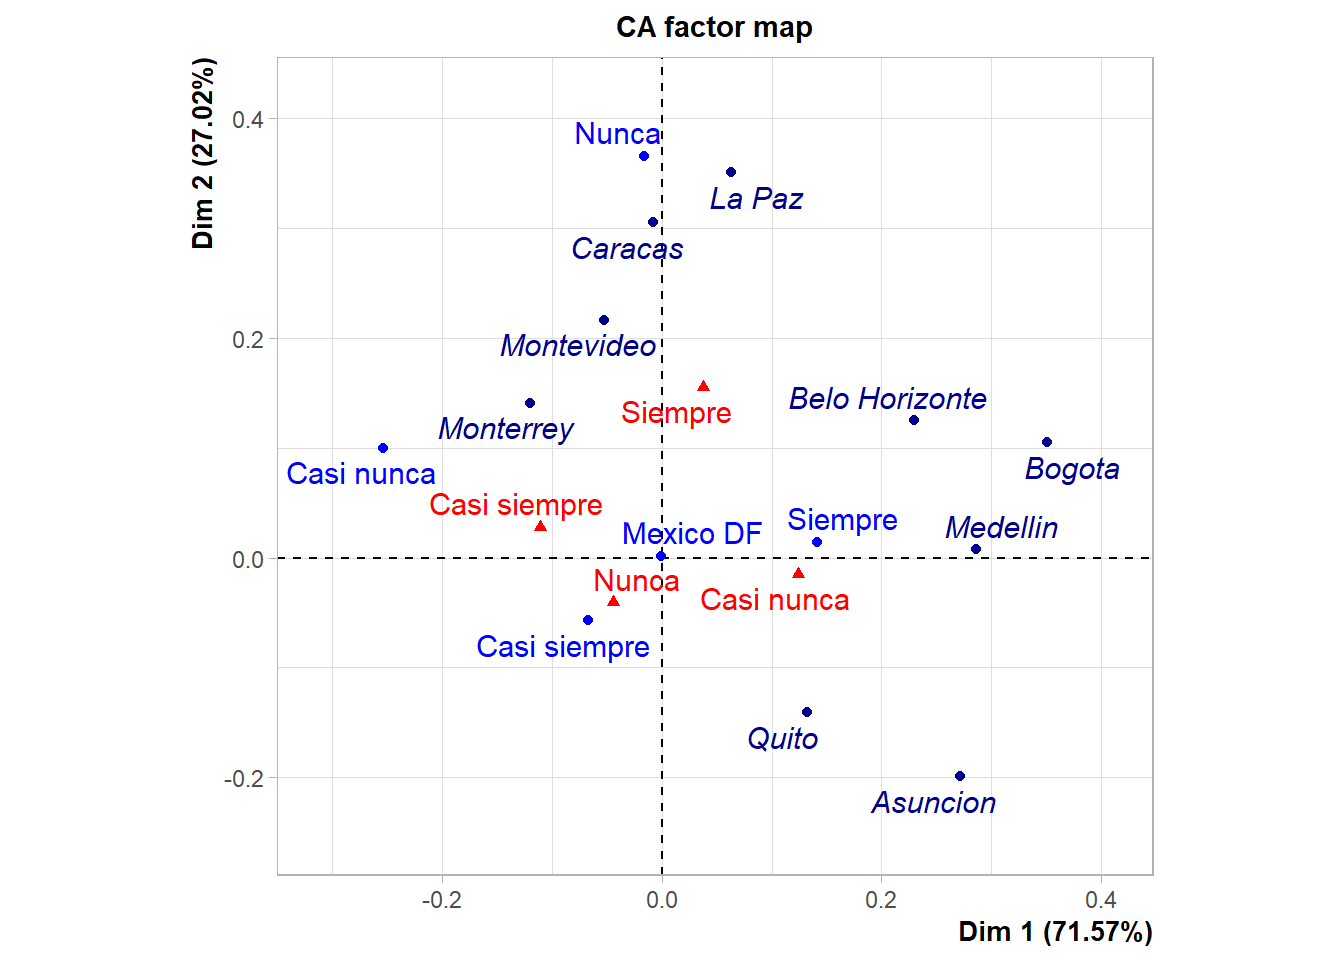 CA factor map
Dim 2 (27.02%)
0.4
0.2
0.0
-0.2
Nunca
La Paz
Caracas
Montevideo
Siempre
Belo Horizonte
Monterrey
Bogota
Casi nunca
Casi siempre
Mexico DF
Siempre
Medellin
Nunca
Casi nunca
Casi siempre
Quito
Asuncion
-0.2
0.0
0.2
0.4
Dim 1 (71.57%)